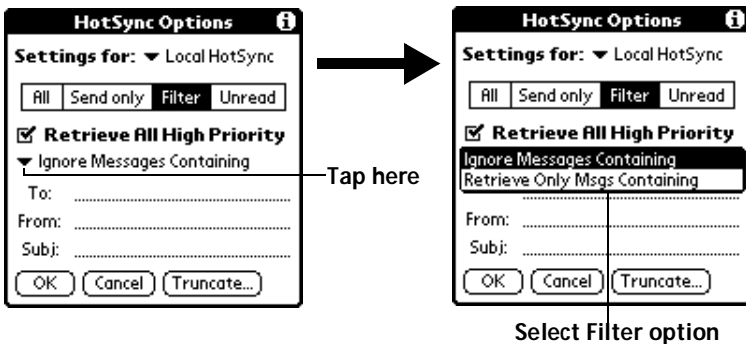 HotSync Options i
Settings for: Local HotSync
All Send only Filter Unread
Retrieve All High Priority
Ignore Messages Containing
To:
From:
Subj:
OK Cancel Truncate...
Tap here
HotSync Options i
Settings for: Local HotSync
All Send only Filter Unread
Retrieve All High Priority
Ignore Messages Containing
Retrieve Only Msgs Containing
From:
Subj:
OK Cancel Truncate...
Select Filter option